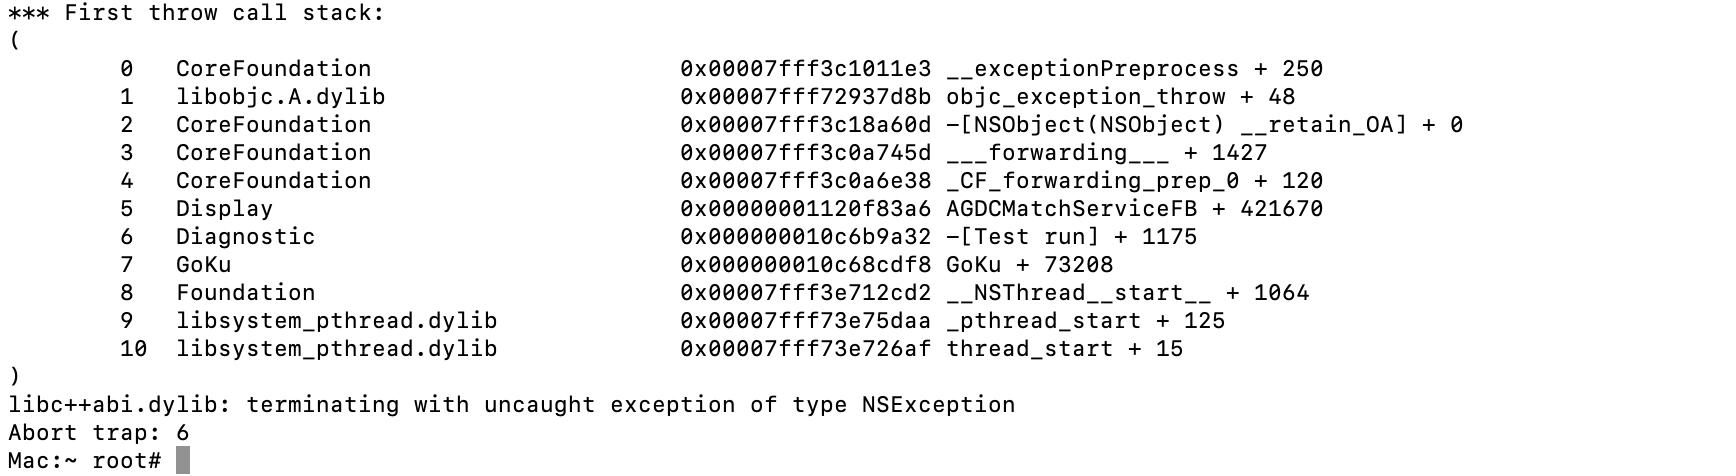 *** First throw call stack:
(
0 CoreFoundation 0x00007fff3c1011e3 __exceptionPreprocess + 250
1 libobjc.A.dylib 0x00007fff72937d8b objc_exception_throw + 48
2 CoreFoundation 0x00007fff3c18a60d -[NSObject(NSObject) __retain_OA] + 0
3 CoreFoundation 0x00007fff3c0a745d ___forwarding___ + 1427
4 CoreFoundation 0x00007fff3c0a6e38 _CF_forwarding_prep_0 + 120
5 Display 0x00000001120f83a6 AGDCMatchServiceFB + 421670
6 Diagnostic 0x000000010c6b9a32 -[Test run] + 1175
7 GoKu 0x000000010c68cdf8 GoKu + 73208
8 Foundation 0x00007fff3e712cd2 __NSThread__start__ + 1064
9 libsystem_pthread.dylib 0x00007fff73e75daa _pthread_start + 125
10 libsystem_pthread.dylib 0x00007fff73e726af thread_start + 15
)
libc++abi.dylib: terminating with uncaught exception of type NSException
Abort trap: 6
Mac:~ root#